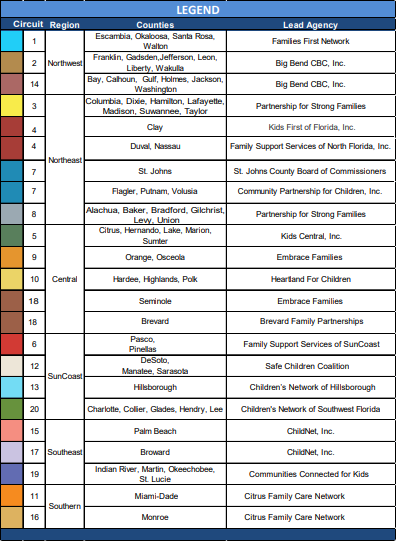 LEGEND
Circuit Region Counties Lead Agency
1 Escambia, Okaloosa, Santa Rosa, Walton Families First Network
Northwest
2 Franklin, Gadsden,Jefferson, Leon, Liberty, Wakulla Big Bend CBC, Inc.
14 Bay, Calhoun, Gulf, Holmes, Jackson, Washington Big Bend CBC, Inc.
3 Columbia, Dixie, Hamilton, Lafayette, Madison, Suwannee, Taylor Partnership for Strong Families
4 Clay Kids First of Florida, Inc.
4 Duval, Nassau Family Support Services of North Florida, Inc.
Northeast
7 St. Johns St. Johns County Board of Commissioners
7 Flagler, Putnam, Volusia Community Partnership for Children, Inc.
8 Alachua, Baker, Bradford, Gilchrist, Levy, Union Partnership for Strong Families
5 Citrus, Hernando, Lake, Marion, Sumter Kids Central, Inc.
9 Orange, Osceola Embrace Families
10 Central Hardee, Highlands, Polk Heartland For Children
18 Seminole Embrace Families
18 Brevard Brevard Family Partnerships
6 Pasco, Pinellas Family Support Services of SunCoast
12 DeSoto, Manatee, Sarasota Safe Children Coalition
SunCoast
13 Hillsborough Children's Network of Hillsborough
20 Charlotte, Collier, Glades, Hendry, Lee Children's Network of Southwest Florida
15 Palm Beach ChildNet, Inc.
17 Southeast Broward ChildNet, Inc.
19 Indian River, Martin, Okeechobee, St. Lucie Communities Connected for Kids
11 Miami-Dade Citrus Family Care Network
Southern
16 Monroe Citrus Family Care Network